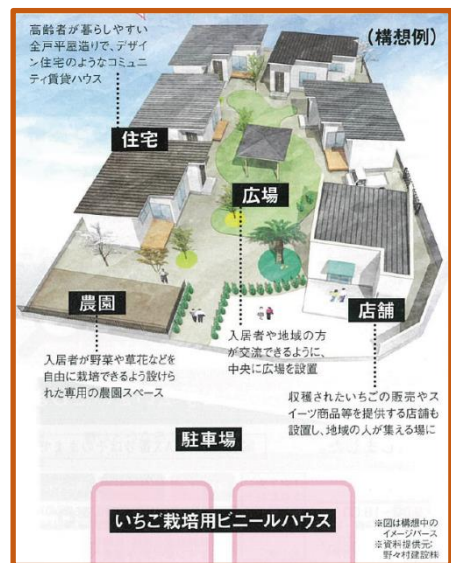 高齢者が暮らしやすい
全戸平屋造りで、デザイ
ン住宅のようなコミュニ
ティ賃貸ハウス
(構想例)
住宅
広場
農園
店舗
入居者が野菜や草花などを
自由に栽培できるよう設けら
れた専用の農園スペース
入居者や地域の方
が交流できるように、
中央に広場を設置
収穫されたいちごの販売やス
イーツ商品等を提供する店舗も
設置し、地域の人が集える場に
駐車場
いちご栽培用ビニールハウス
※図は構想中の
イメージパース
※資料提供元:
野々村建設㈱